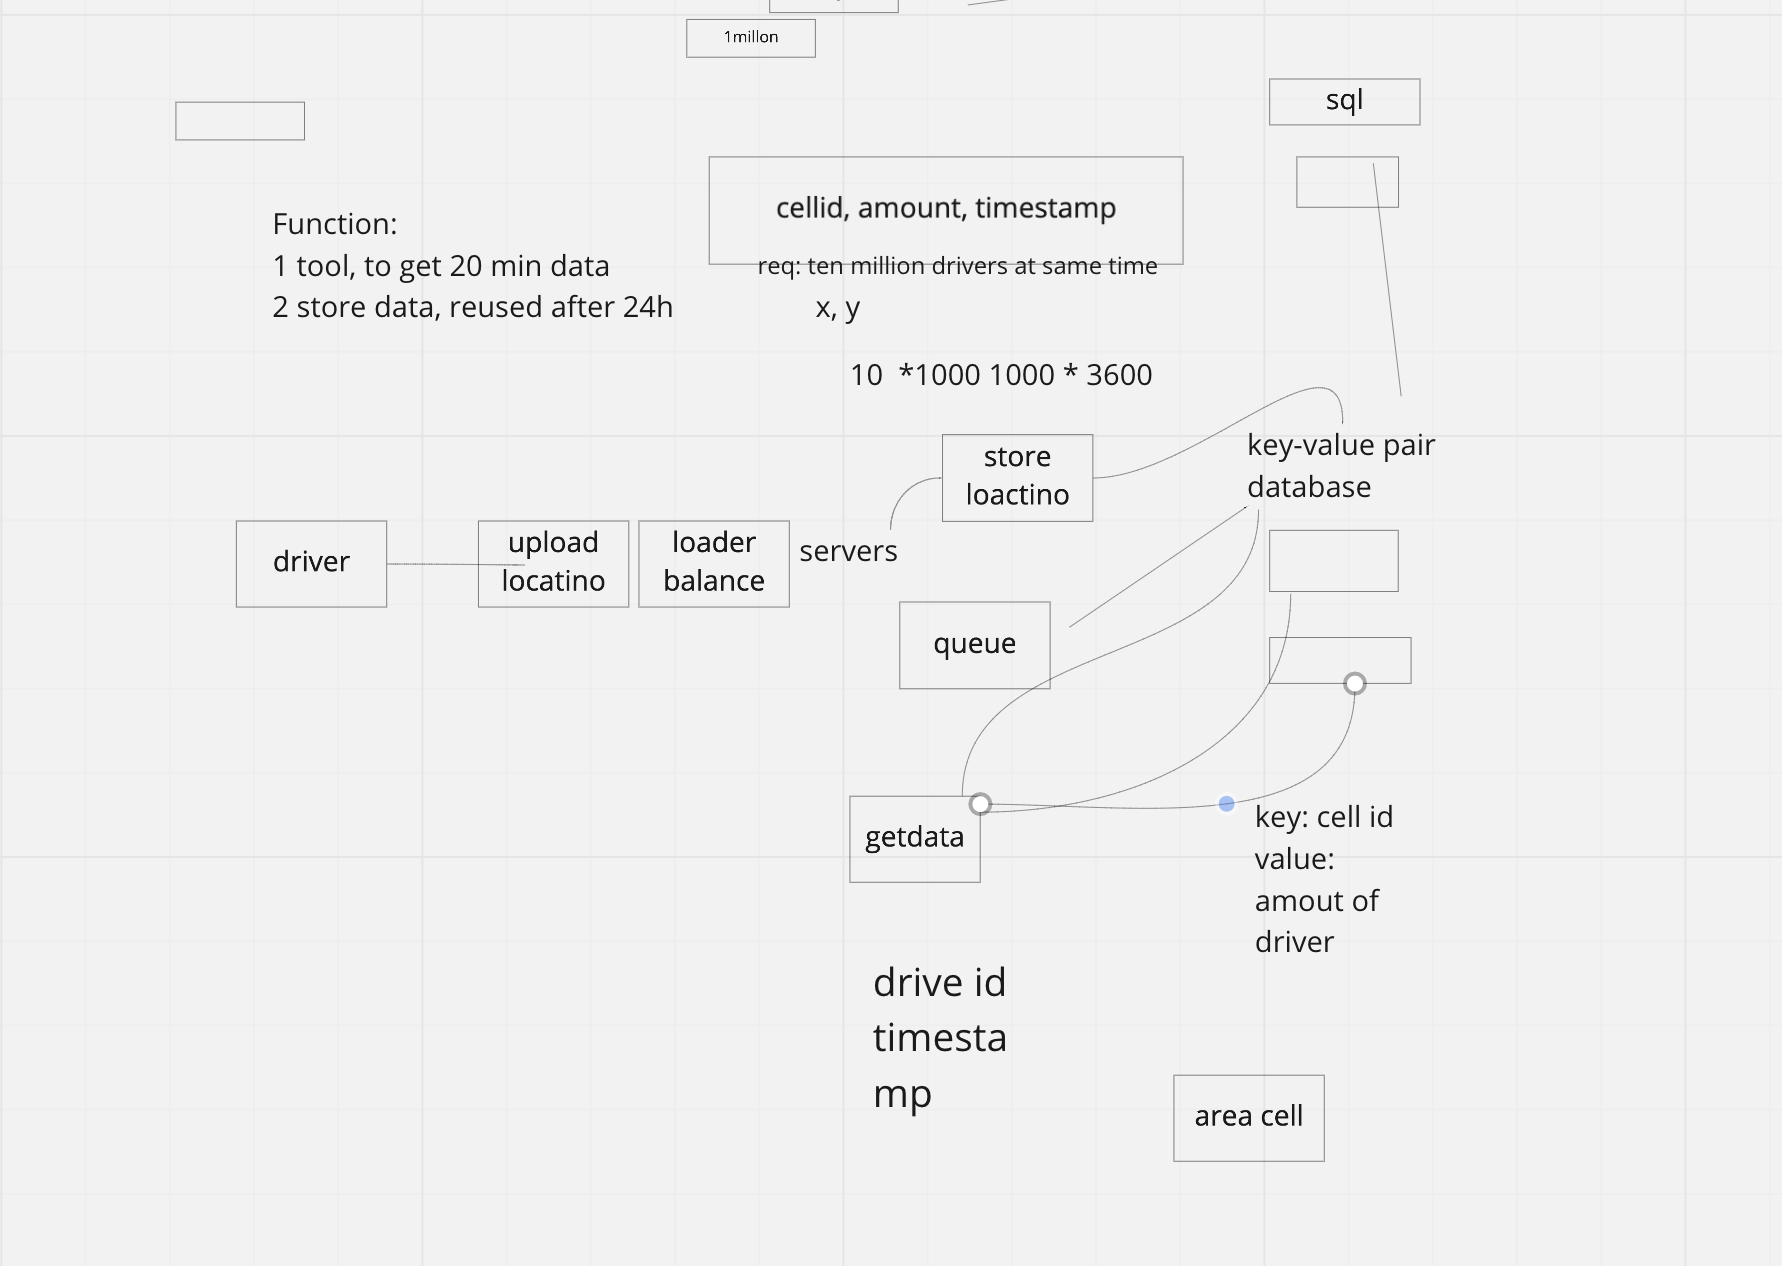 1millon
sql
cellid, amount, timestamp
Function:
1 tool, to get 20 min data
2 store data, reused after 24h
req: ten million drivers at same time
x, y
10  *1000 1000 * 3600
key-value pair
database
store
loactino
driver
upload
locatino
loader
balance
servers
queue
getdata
key: cell id
value:
amout of
driver
drive id
timesta
mp
area cell